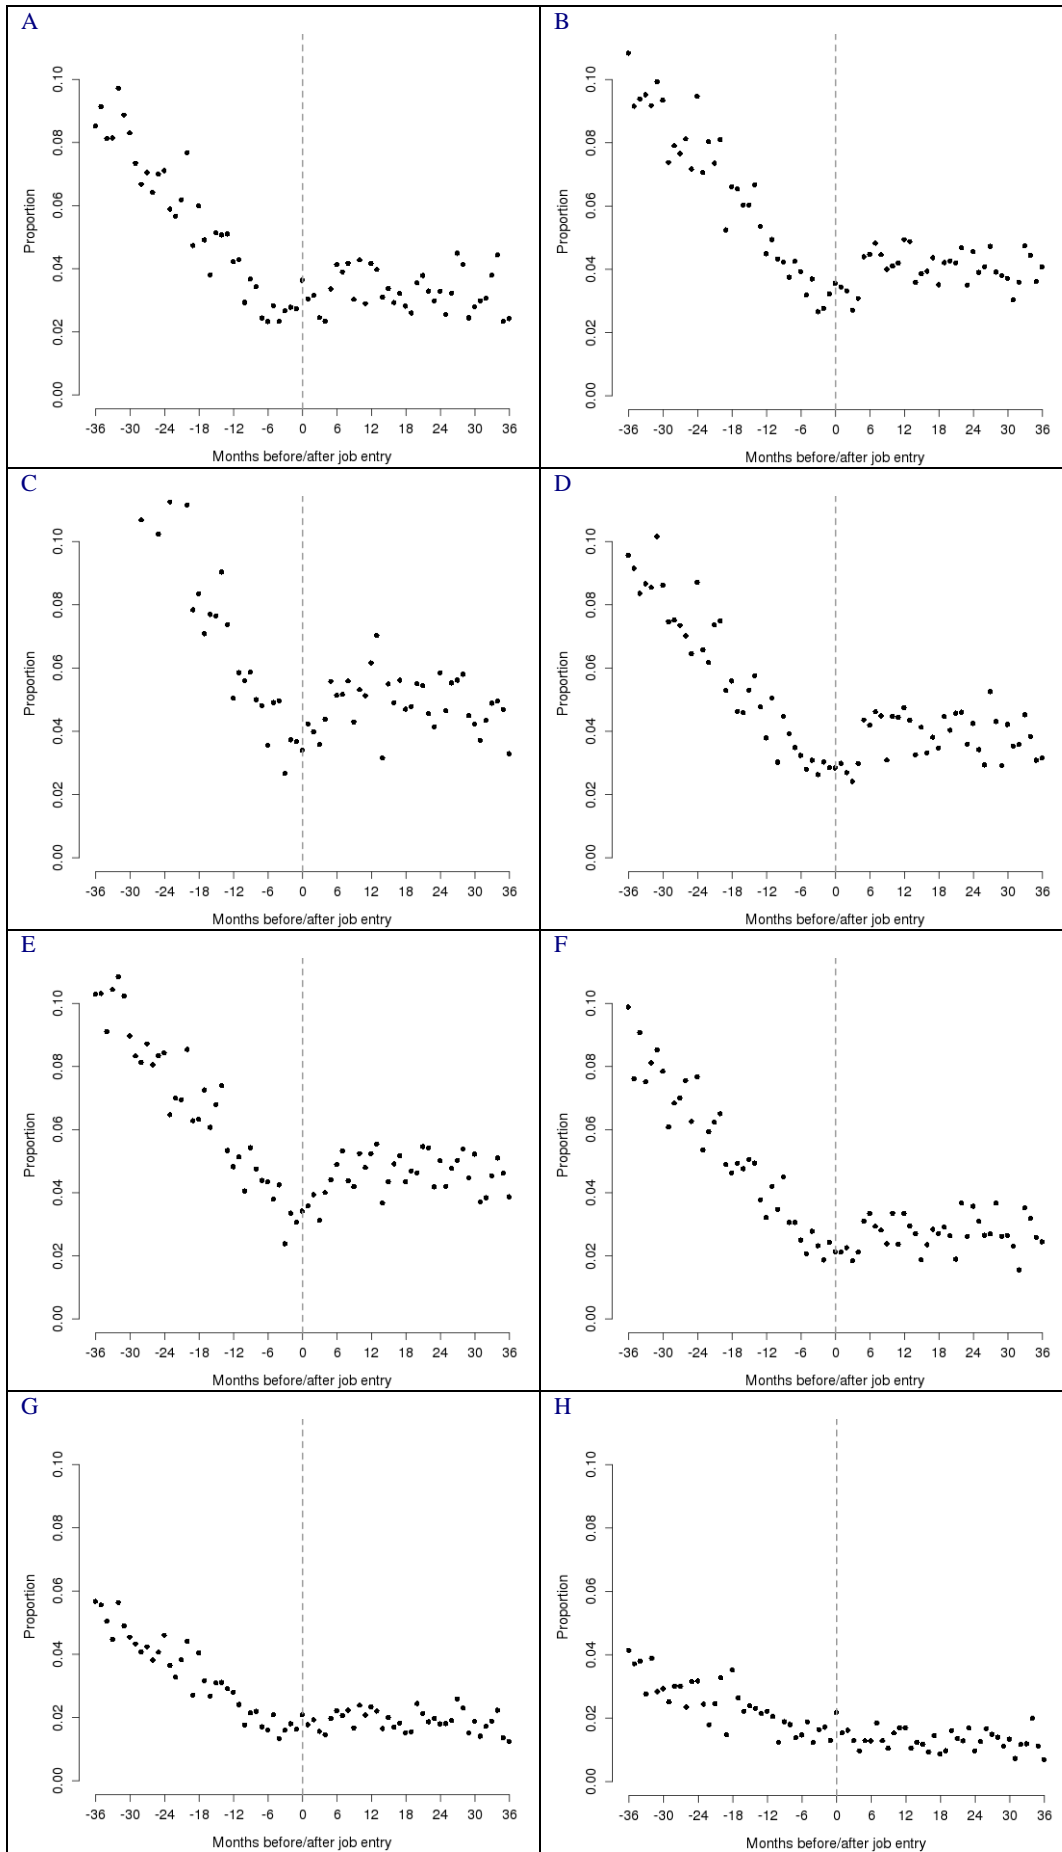 A
Proportion
0.00 0.02 0.04 0.06 0.08 0.10
-36 -30 -24 -18 -12 -6 0 6 12 18 24 30 36
Months before/after job entry
B
Proportion
0.00 0.02 0.04 0.06 0.08 0.10
-36 -30 -24 -18 -12 -6 0 6 12 18 24 30 36
Months before/after job entry
C
Proportion
0.00 0.02 0.04 0.06 0.08 0.10
-36 -30 -24 -18 -12 -6 0 6 12 18 24 30 36
Months before/after job entry
D
Proportion
0.00 0.02 0.04 0.06 0.08 0.10
-36 -30 -24 -18 -12 -6 0 6 12 18 24 30 36
Months before/after job entry
E
Proportion
0.00 0.02 0.04 0.06 0.08 0.10
-36 -30 -24 -18 -12 -6 0 6 12 18 24 30 36
Months before/after job entry
F
Proportion
0.00 0.02 0.04 0.06 0.08 0.10
-36 -30 -24 -18 -12 -6 0 6 12 18 24 30 36
Months before/after job entry
G
Proportion
0.00 0.02 0.04 0.06 0.08 0.10
-36 -30 -24 -18 -12 -6 0 6 12 18 24 30 36
Months before/after job entry
H
Proportion
0.00 0.02 0.04 0.06 0.08 0.10
-36 -30 -24 -18 -12 -6 0 6 12 18 24 30 36
Months before/after job entry